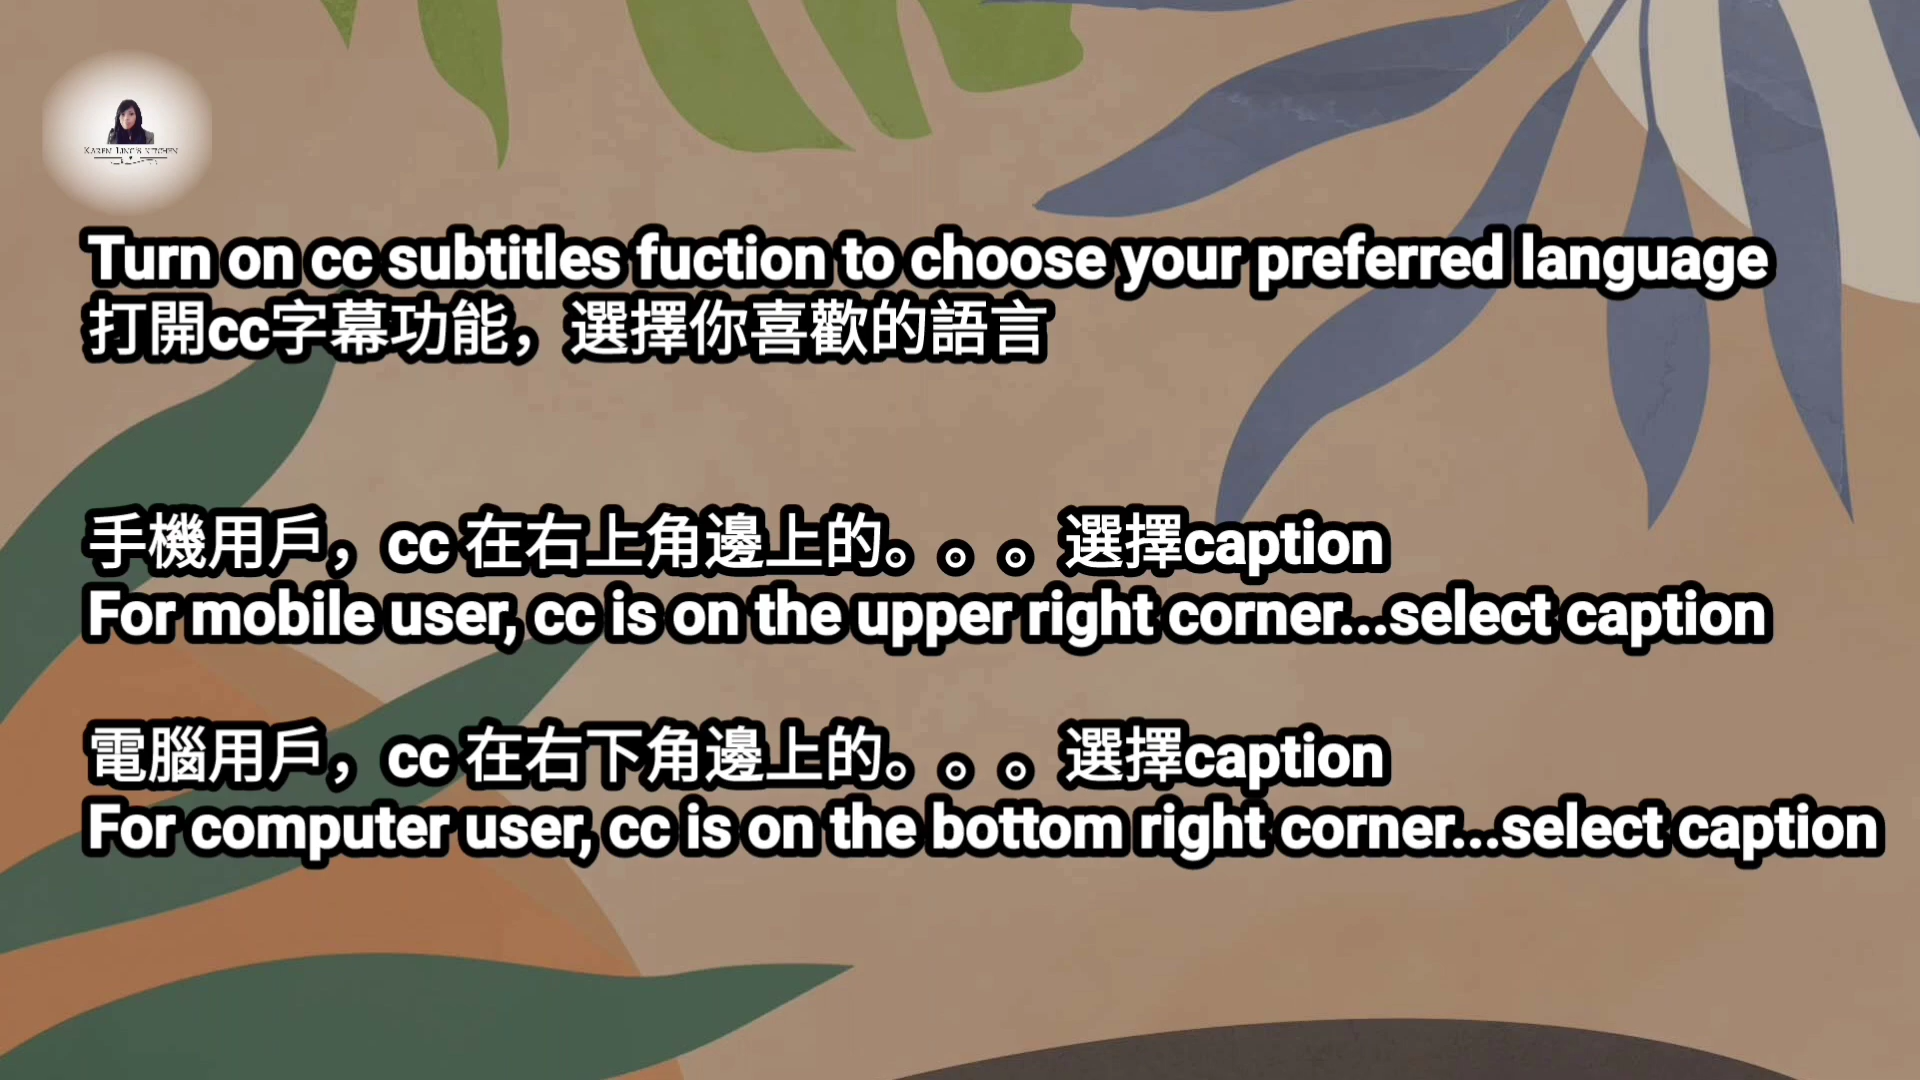 KAREN LING'S KITCHEN
Turn on cc subtitles fuction to choose your preferred language
打開cc字幕功能，選擇你喜歡的語言
手機用戶，cc 在右上角邊上的。。。選擇caption
For mobile user, cc is on the upper right corner...select caption
電腦用戶，cc 在右下角邊上的。。。選擇caption
For computer user, cc is on the bottom right corner...select caption